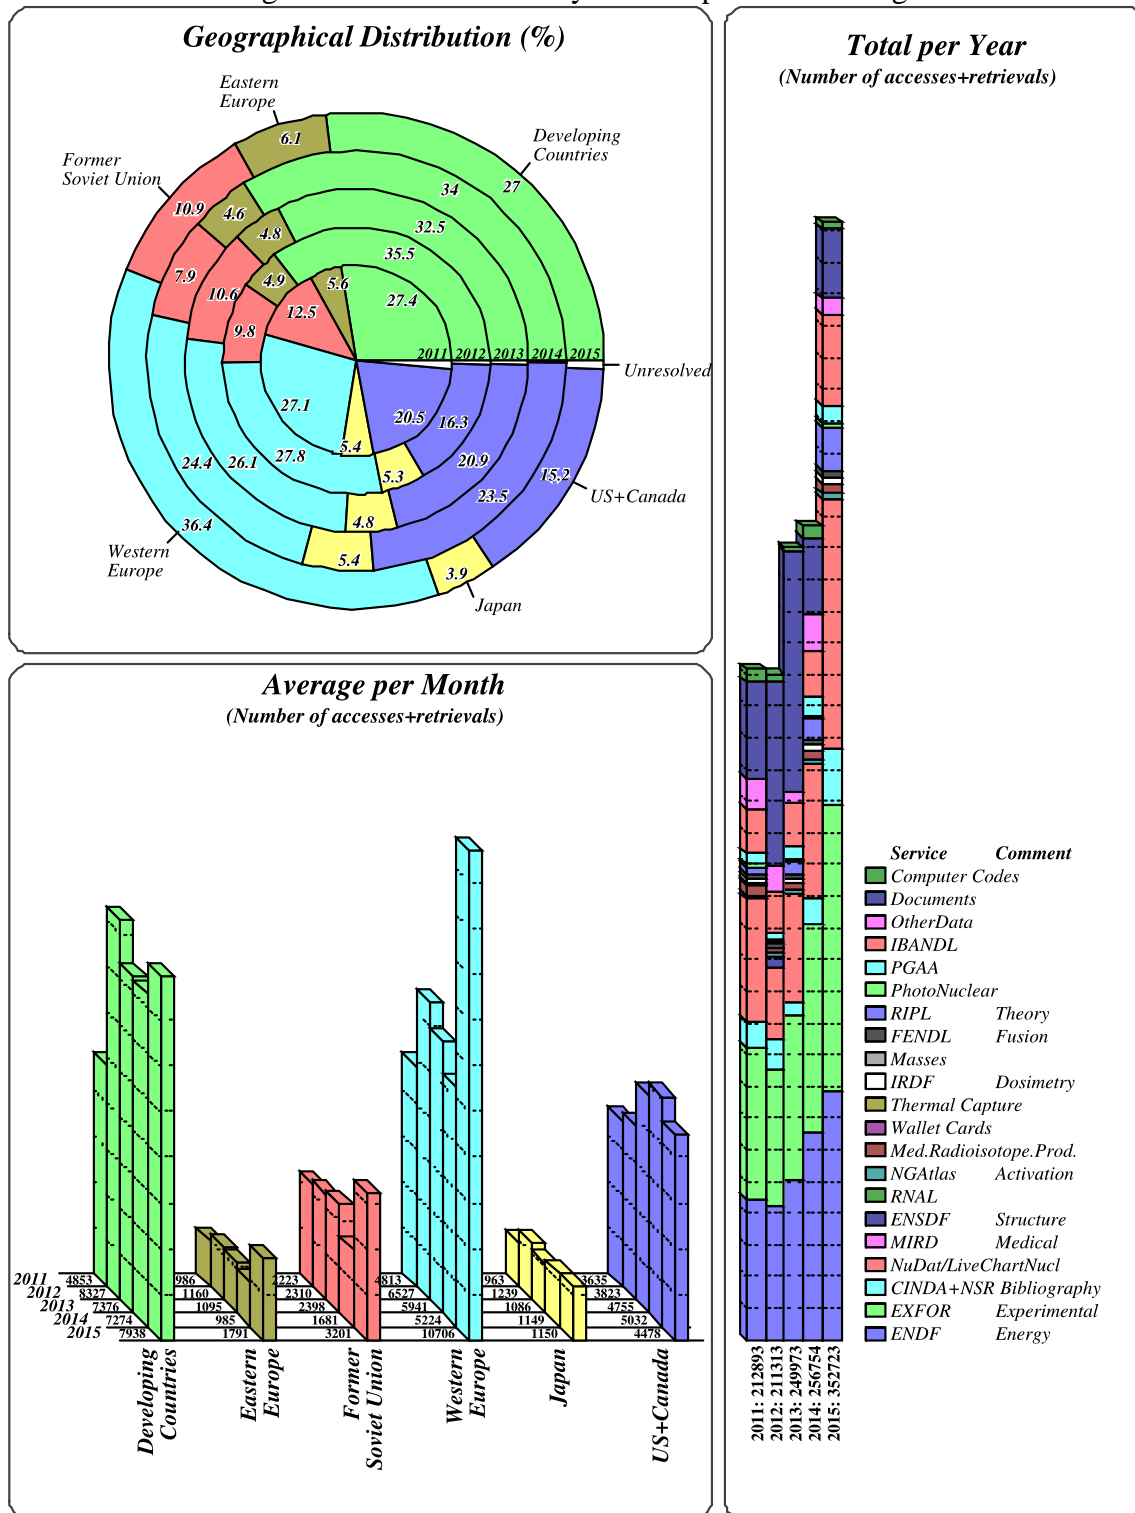 Geographical Distribution (%)
Eastern
Europe
Former
Soviet Union
Developing
Countries
6.1
10.9
27
34
4.6
32.5
4.8
7.9
35.5
10.6
4.9
5.6
27.4
12.5
9.8
2011 2012 2013 2014 2015
Unresolved
27.1
20.5
16.3
5.4
27.8
20.9
24.4
26.1
5.3
15.2
23.5
US+Canada
36.4
4.8
Western
Europe
5.4
3.9
Japan
Average per Month
(Number of accesses+retrievals)
2011 4853 986 2223 4813 963 3635
2012 8327 1160 2310 6527 1239 3823
2013 7376 1095 2398 5941 1086 4755
2014 7274 985 1681 5224 1149 5032
2015 7938 1791 3201 10706 1150 4478
Developing
Countries
Eastern
Europe
Former
Soviet Union
Western
Europe
Japan
US+Canada
Total per Year
(Number of accesses+retrievals)
Service Comment
Computer Codes
Documents
OtherData
IBANDL
PGAA
PhotoNuclear
RIPL Theory
FENDL Fusion
Masses
IRDF Dosimetry
Thermal Capture
Wallet Cards
Med.Radioisotope.Prod.
NGAtlas Activation
RNAL
ENSDF Structure
MIRD Medical
NuDat/LiveChartNucl
CINDA+NSR Bibliography
EXFOR Experimental
ENDF Energy
2011: 212893
2012: 211313
2013: 249973
2014: 256754
2015: 352723